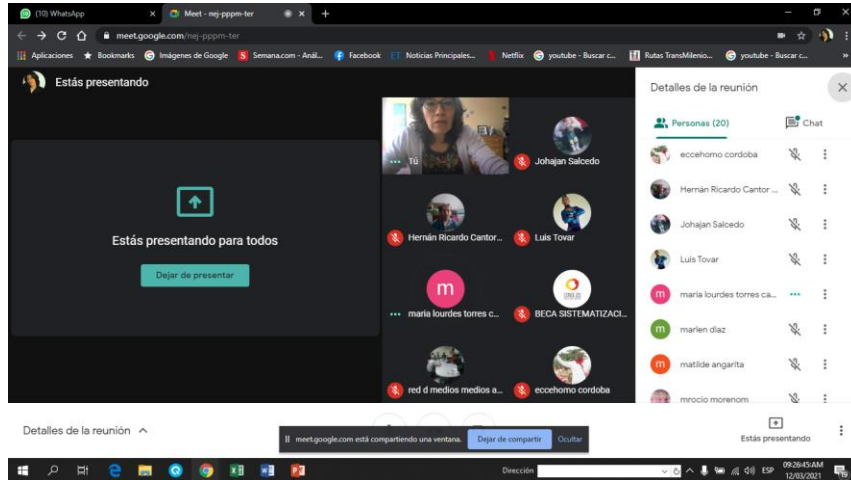 (10) WhatsApp
Meet - nej-pppm-ter
meet.google.com/nej-pppm-ter
Aplicaciones Bookmarks Imágenes de Google Semana.com - Anál... Facebook Noticias Principales... Netflix youtube - Buscar c... Rutas TransMilenio... youtube - Buscar c... »
Estás presentando
Detalles de la reunión
Personas (20)
Chat
Tú
Johajan Salcedo
Hernán Ricardo Cantor...
Luis Tovar
maria lourdes torres c...
BECA SISTEMATIZACI...
red d medios medios a...
eccehomo cordoba
m
Estás presentando para todos
Dejar de presentar
eccehomo cordoba
Hernán Ricardo Cantor ...
Johajan Salcedo
Luis Tovar
m maria lourdes torres ca...
m marlen diaz
m matilde angarita
mrocio morenom
Detalles de la reunión
meet.google.com está compartiendo una ventana.
Dejar de compartir
Ocultar
Estás presentando
Dirección
ESP
09:26:45 AM
12/03/2021